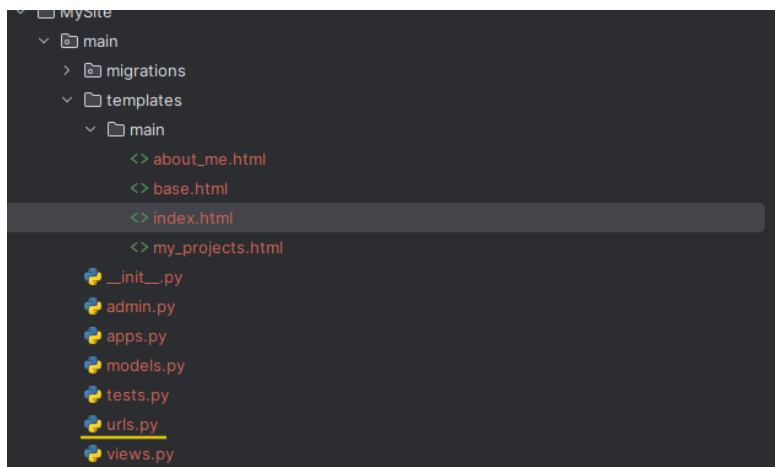 MySite
main
migrations
templates
main
about_me.html
base.html
index.html
my_projects.html
__init__.py
admin.py
apps.py
models.py
tests.py
urls.py
views.py